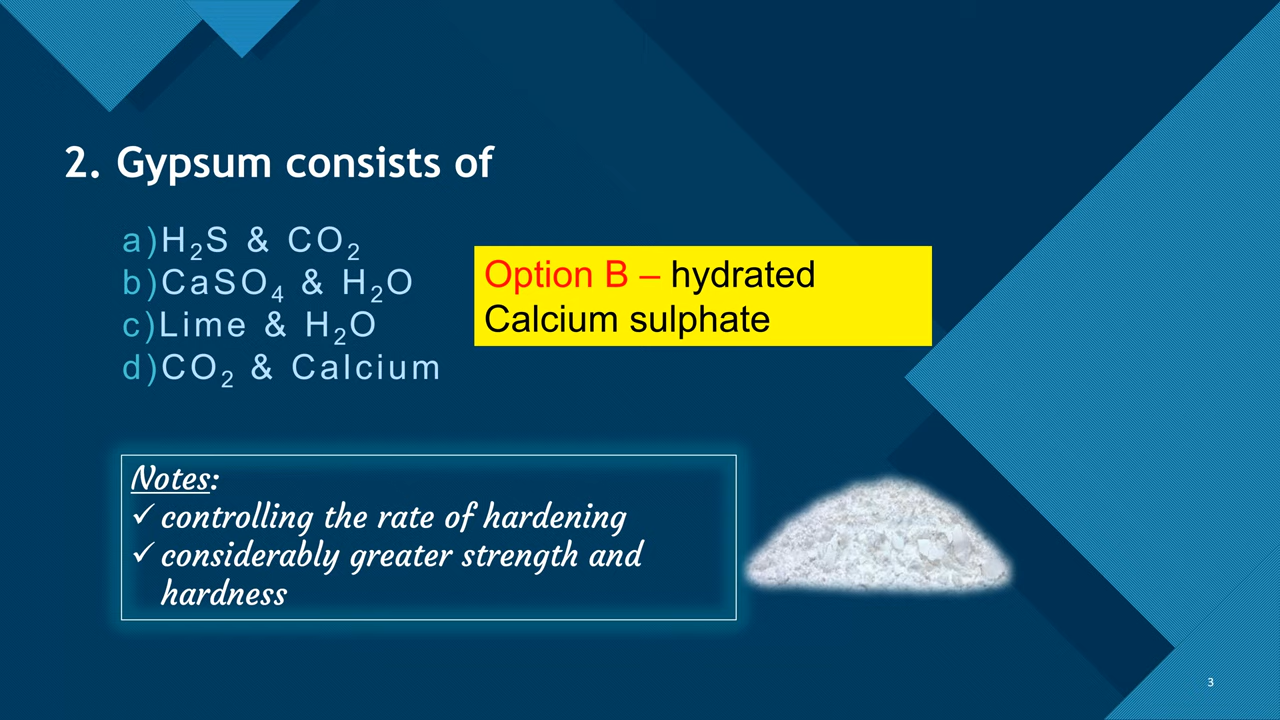 2. Gypsum consists of
a)H₂S & CO₂
b)CaSO₄ & H₂O
c)Lime & H₂O
d)CO₂ & Calcium
Option B – hydrated
Calcium sulphate
Notes:
✓ controlling the rate of hardening
✓ considerably greater strength and
hardness
3